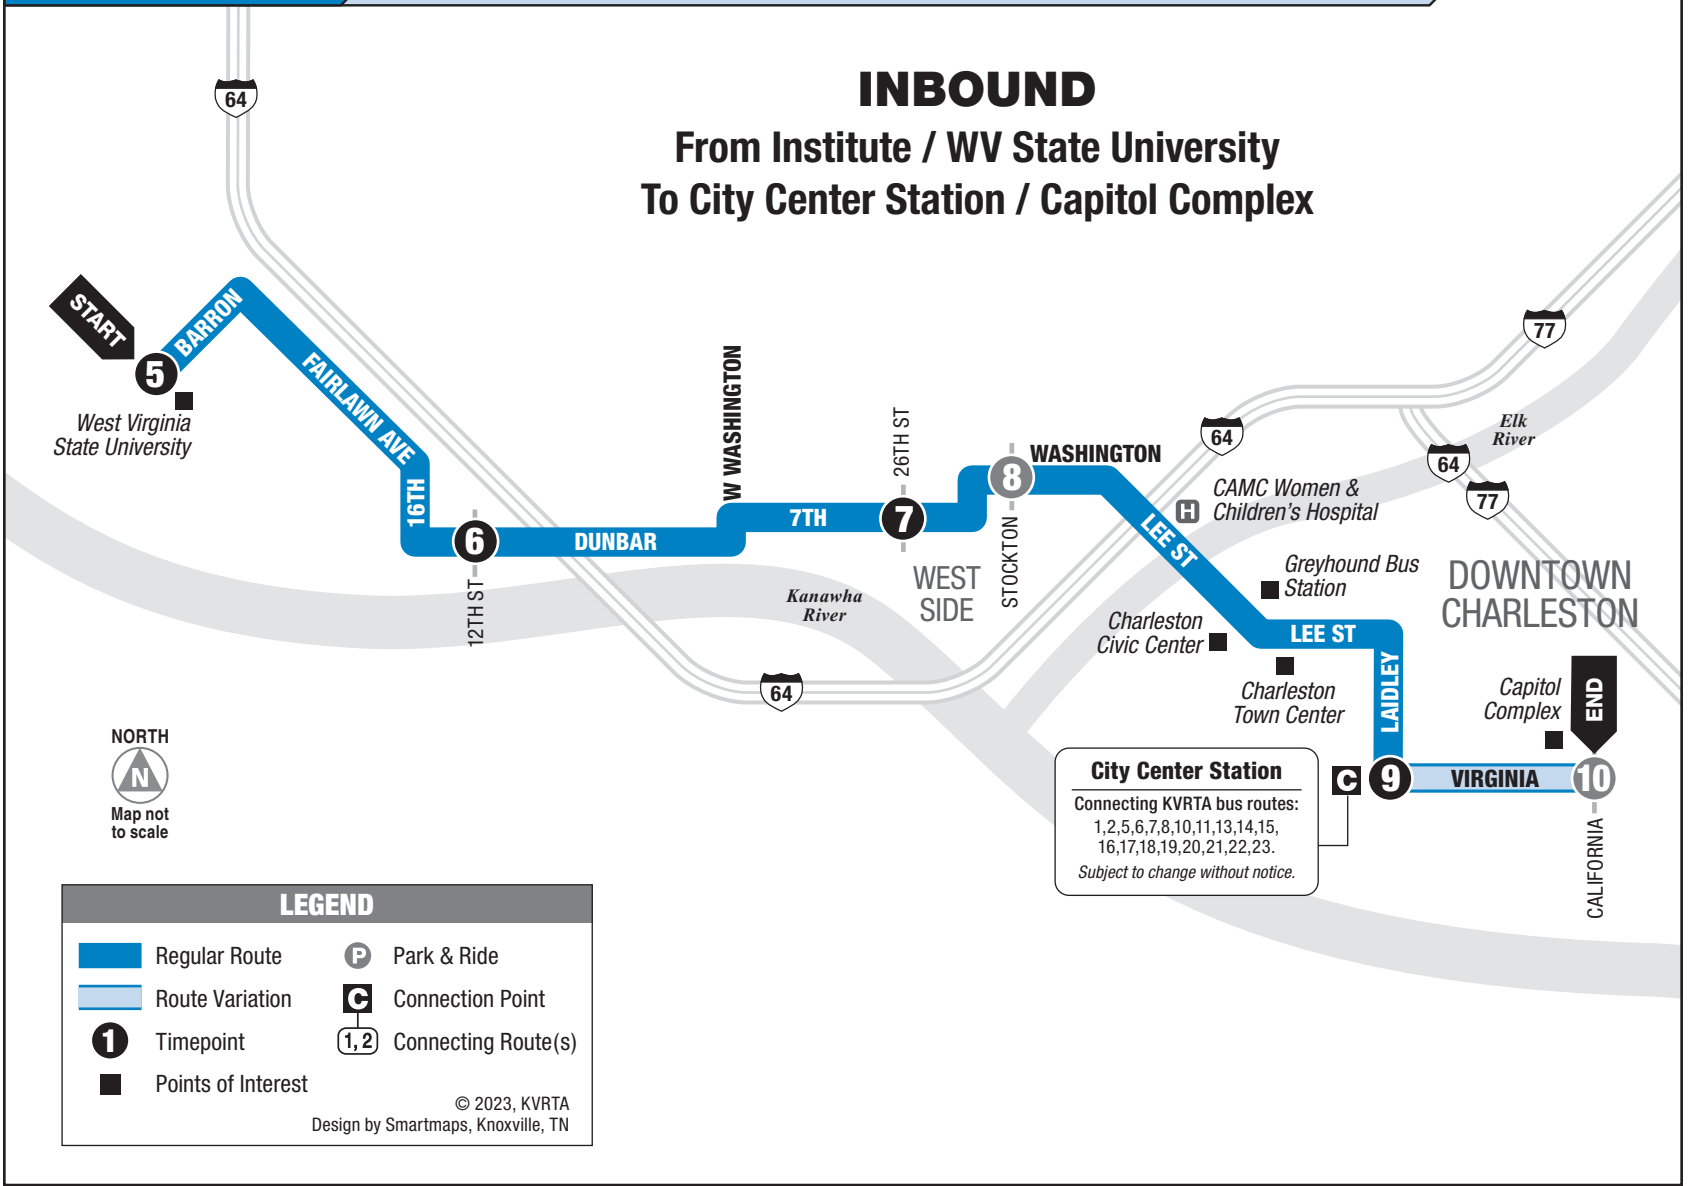 INBOUND
From Institute / WV State University
To City Center Station / Capitol Complex
64
START
BARRON
5
West Virginia
State University
FAIRLAWN AVE
16TH
6
12TH ST
DUNBAR
W WASHINGTON
7TH
26TH ST
7
WEST
SIDE
8
STOCKTON
WASHINGTON
Kanawha
River
64
64
77
Elk
River
64
77
H
CAMC Women &
Children's Hospital
LEE ST
Greyhound Bus
Station
DOWNTOWN
CHARLESTON
Charleston
Civic Center
LEE ST
Charleston
Town Center
LAIDLEY
Capitol
Complex
END
C
9
VIRGINIA
10
CALIFORNIA
City Center Station
Connecting KVRTA bus routes:
1,2,5,6,7,8,10,11,13,14,15,
16,17,18,19,20,21,22,23.
Subject to change without notice.
NORTH
N
Map not
to scale
LEGEND
Regular Route
P Park & Ride
Route Variation
C Connection Point
1 Timepoint
1, 2 Connecting Route(s)
Points of Interest
© 2023, KVRTA
Design by Smartmaps, Knoxville, TN